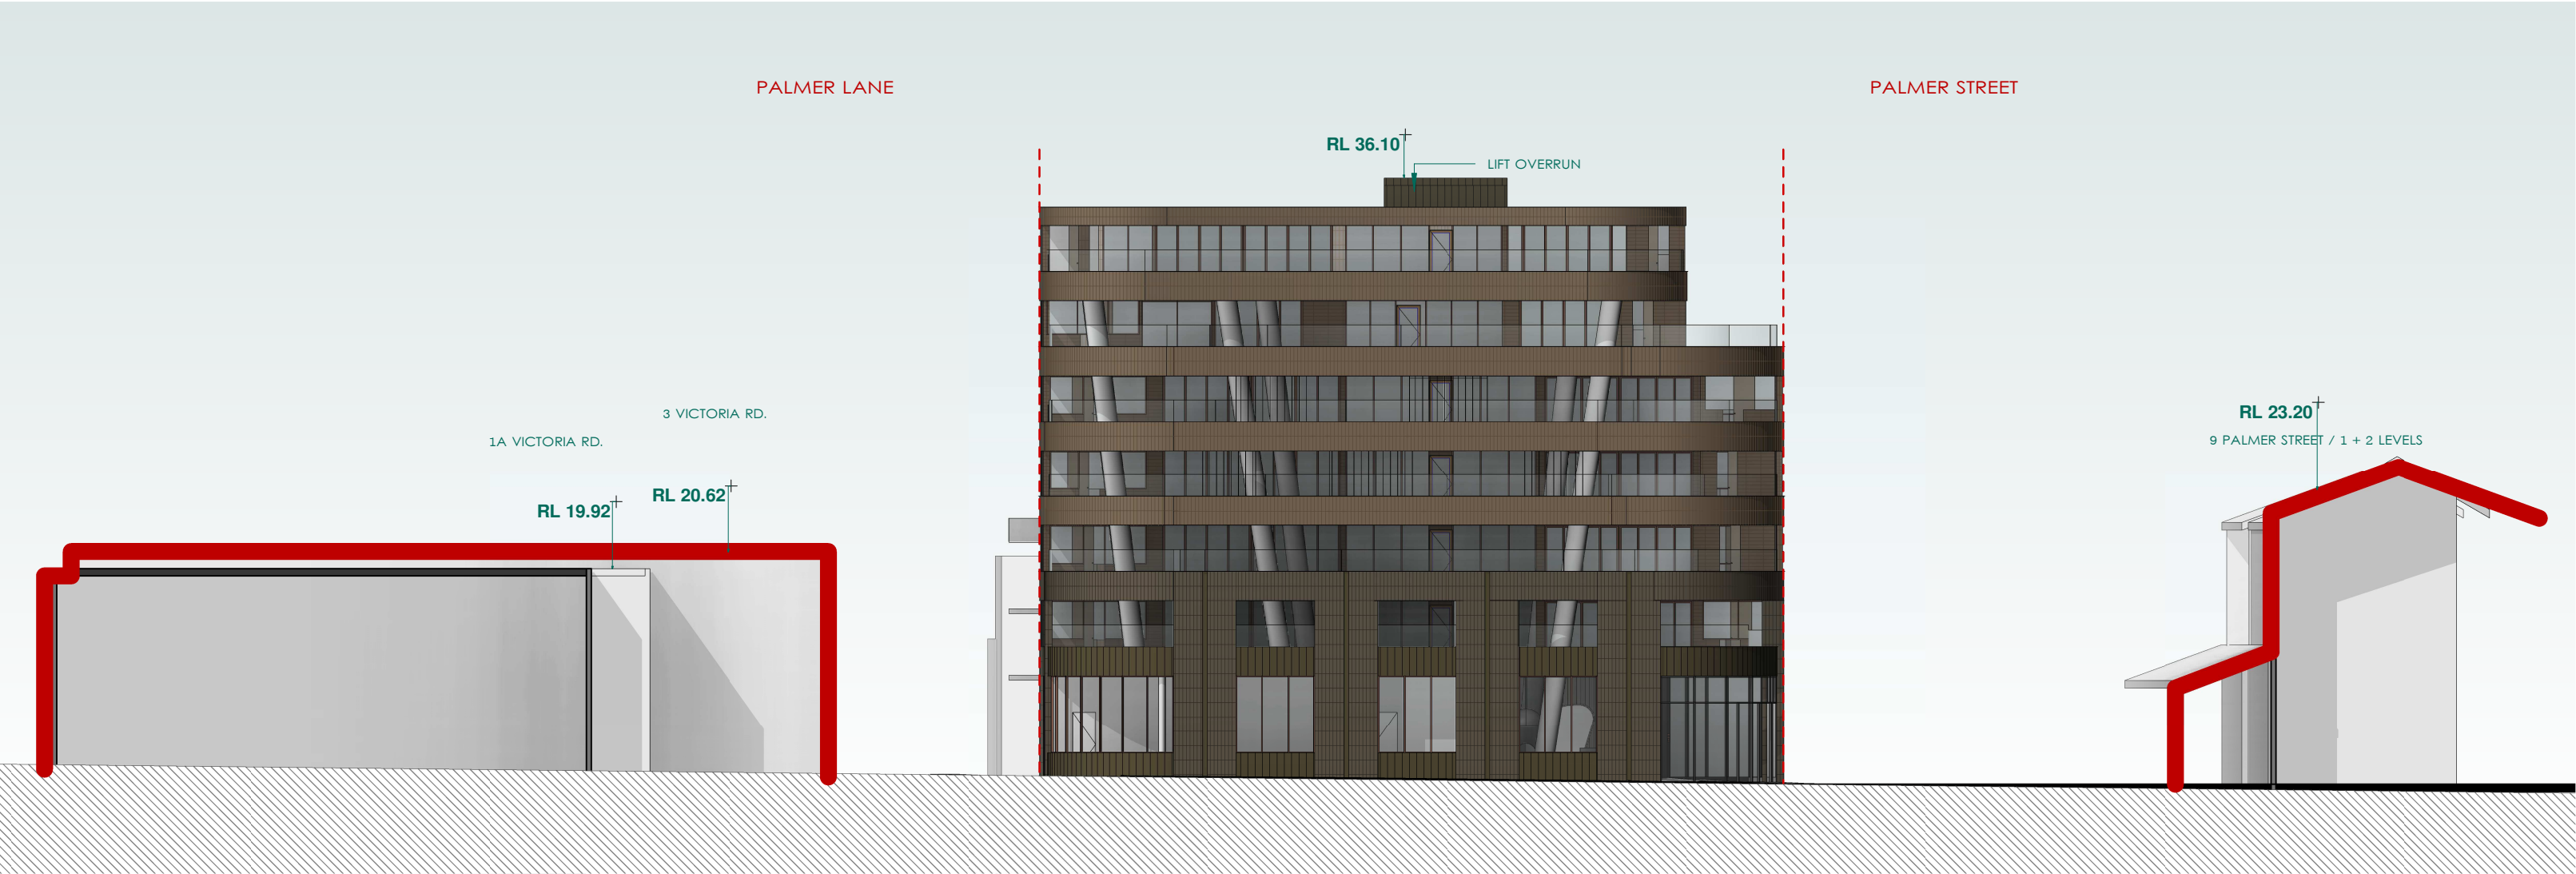 PALMER LANE
PALMER STREET
RL 36.10
LIFT OVERRUN
3 VICTORIA RD.
1A VICTORIA RD.
RL 23.20
9 PALMER STREET / 1 + 2 LEVELS
RL 19.92
RL 20.62